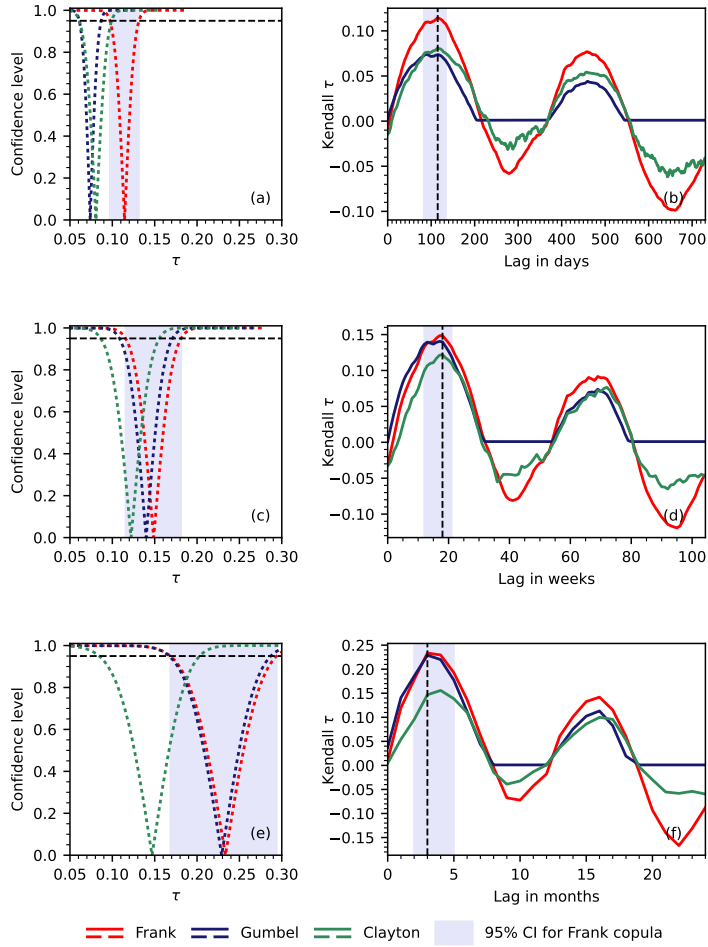 1.0
0.8
0.6
0.4
0.2
0.0
Confidence level
(a)
0.05 0.10 0.15 0.20 0.25 0.30
τ
0.10
0.05
0.00
−0.05
−0.10
Kendall τ
(b)
0 100 200 300 400 500 600 700
Lag in days
1.0
0.8
0.6
0.4
0.2
0.0
Confidence level
(c)
0.05 0.10 0.15 0.20 0.25 0.30
τ
0.15
0.10
0.05
0.00
−0.05
−0.10
Kendall τ
(d)
0 20 40 60 80 100
Lag in weeks
1.0
0.8
0.6
0.4
0.2
0.0
Confidence level
(e)
0.05 0.10 0.15 0.20 0.25 0.30
τ
0.25
0.20
0.15
0.10
0.05
0.00
−0.05
−0.10
−0.15
Kendall τ
(f)
0 5 10 15 20
Lag in months
Frank Gumbel Clayton 95% CI for Frank copula